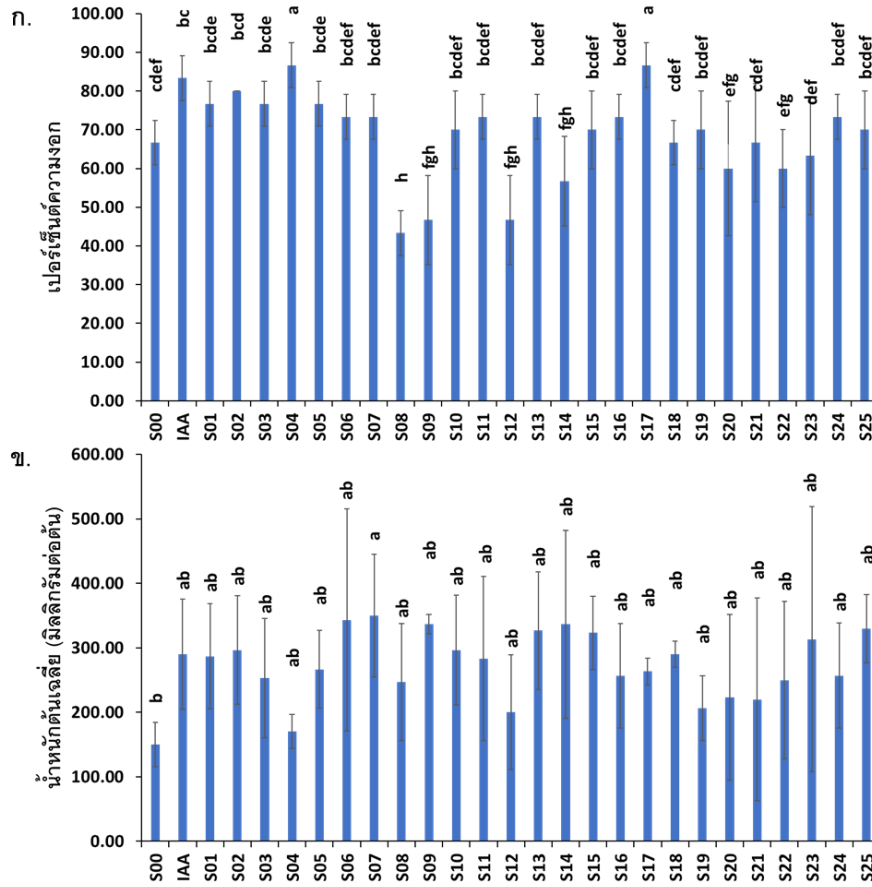 ก.
เปอร์เซ็นต์ความงอก
100.00
90.00
80.00
70.00
60.00
50.00
40.00
30.00
20.00
10.00
0.00
cdef bc bcde bcd bcde a bcde bcdef bcdef h fgh bcdef bcdef fgh bcdef fgh bcdef bcdef a cdef bcdef efg cdef efg def bcdef bcdef
S00 IAA S01 S02 S03 S04 S05 S06 S07 S08 S09 S10 S11 S12 S13 S14 S15 S16 S17 S18 S19 S20 S21 S22 S23 S24 S25
ข.
น้ำหนักต้นเฉลี่ย (มิลลิกรัมต่อต้น)
600.00
500.00
400.00
300.00
200.00
100.00
0.00
b ab ab ab ab ab ab ab a ab ab ab ab ab ab ab ab ab ab ab ab ab ab ab ab ab ab
S00 IAA S01 S02 S03 S04 S05 S06 S07 S08 S09 S10 S11 S12 S13 S14 S15 S16 S17 S18 S19 S20 S21 S22 S23 S24 S25